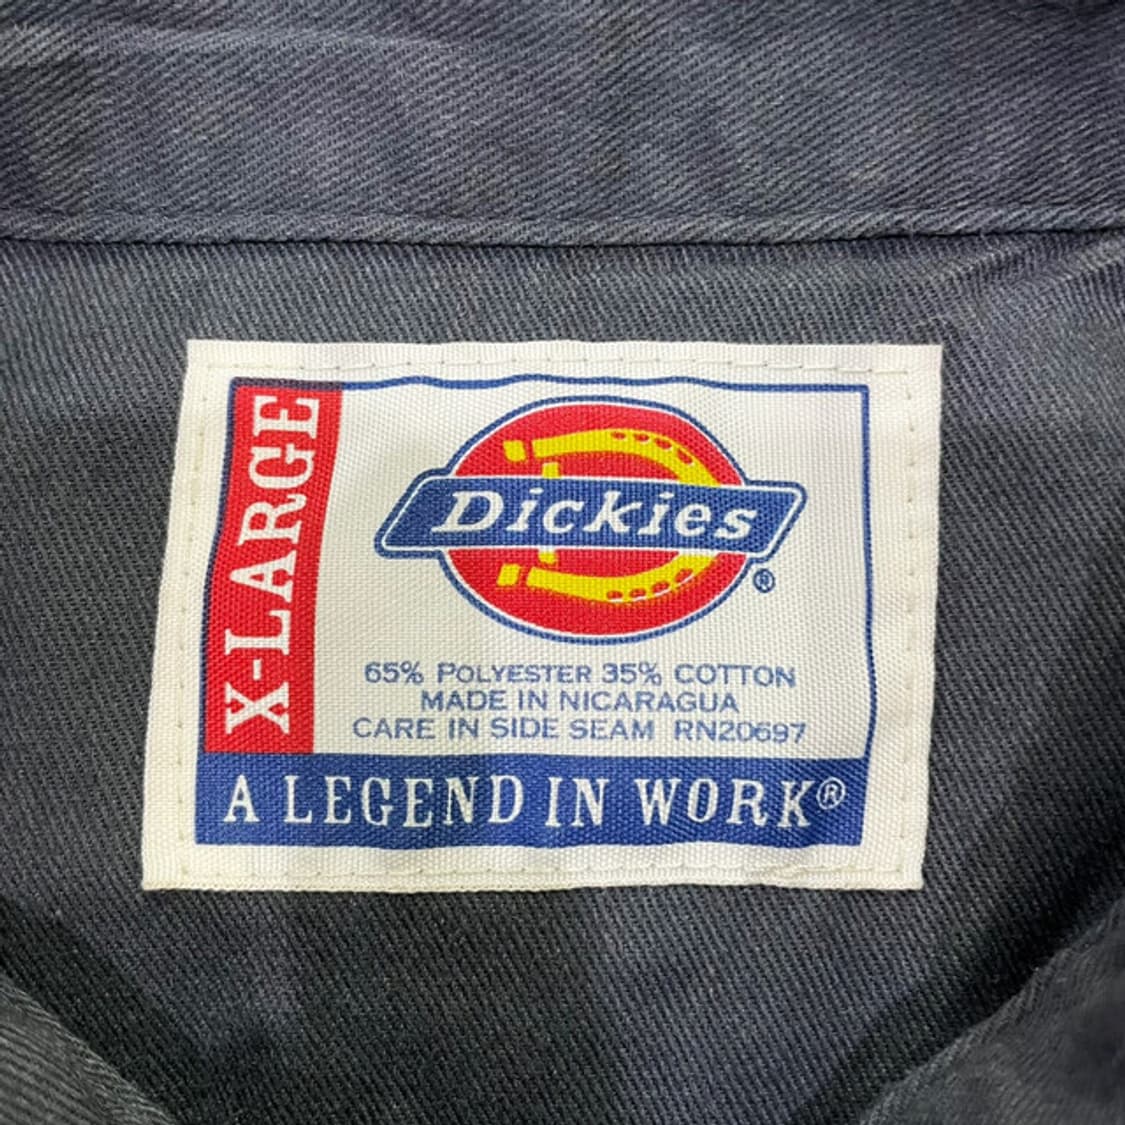 X-LARGE
Dickies®
65% POLYESTER 35% COTTON
MADE IN NICARAGUA
CARE IN SIDE SEAM RN20697
A LEGEND IN WORK®